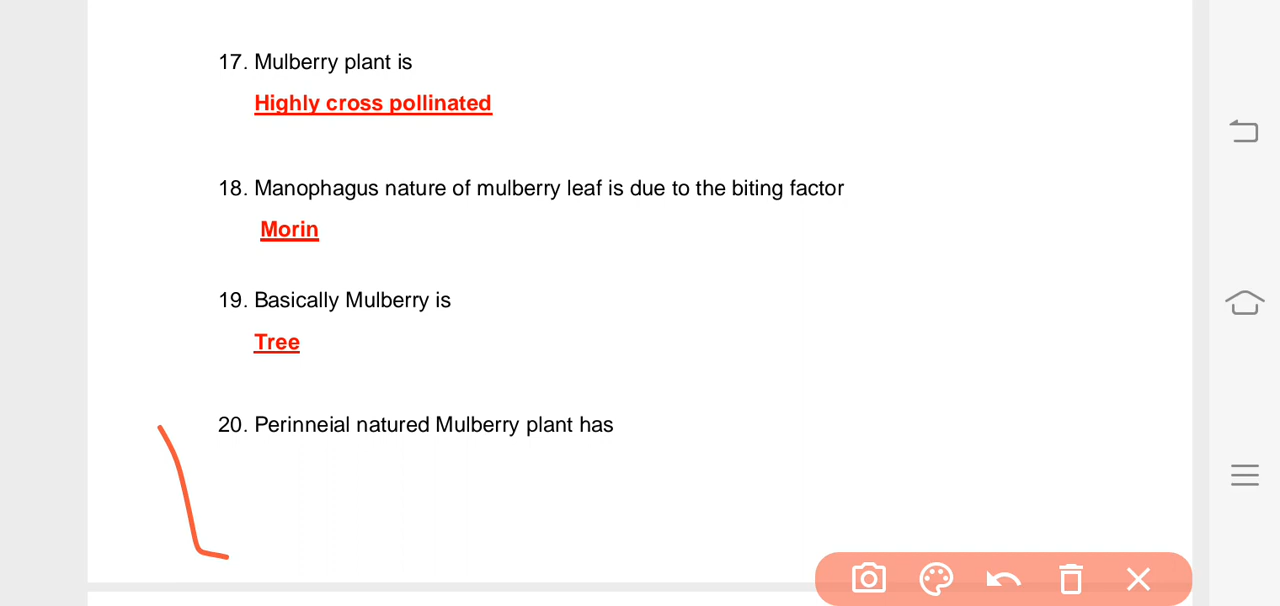 17. Mulberry plant is
Highly cross pollinated
18. Manophagus nature of mulberry leaf is due to the biting factor
Morin
19. Basically Mulberry is
Tree
20. Perinneial natured Mulberry plant has